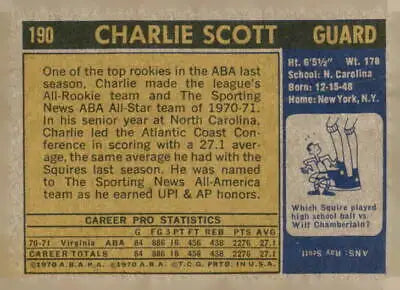 190 CHARLIE SCOTT GUARD
One of the top rookies in the ABA last
season, Charlie made the league's
All-Rookie team and The Sporting
News ABA All-Star team of 1970-71.
In his senior year at North Carolina,
Charlie led the Atlantic Coast Con-
ference in scoring with a 27.1 aver-
age, the same average he had with the
Squires last season. He was named
to The Sporting News All-America
team as he earned UPI & AP honors.
Ht. 6'5½" Wt. 178
School: N. Carolina
Born: 12-15-48
Home: New York, N.Y.
Which Squire played
high school ball vs.
Wilt Chamberlain?
ANS: Ray Scott
CAREER PRO STATISTICS
G FG 3 PT FT PTS AVG
70-71 Virginia ABA 84 886 16 456 438 2276 27.1
CAREER TOTALS 84 886 16 456 438 2276 27.1
©1970 A.B.A.P.A. ©1970 A.B.A. ©T.C.G. PRTD. IN U.S.A.